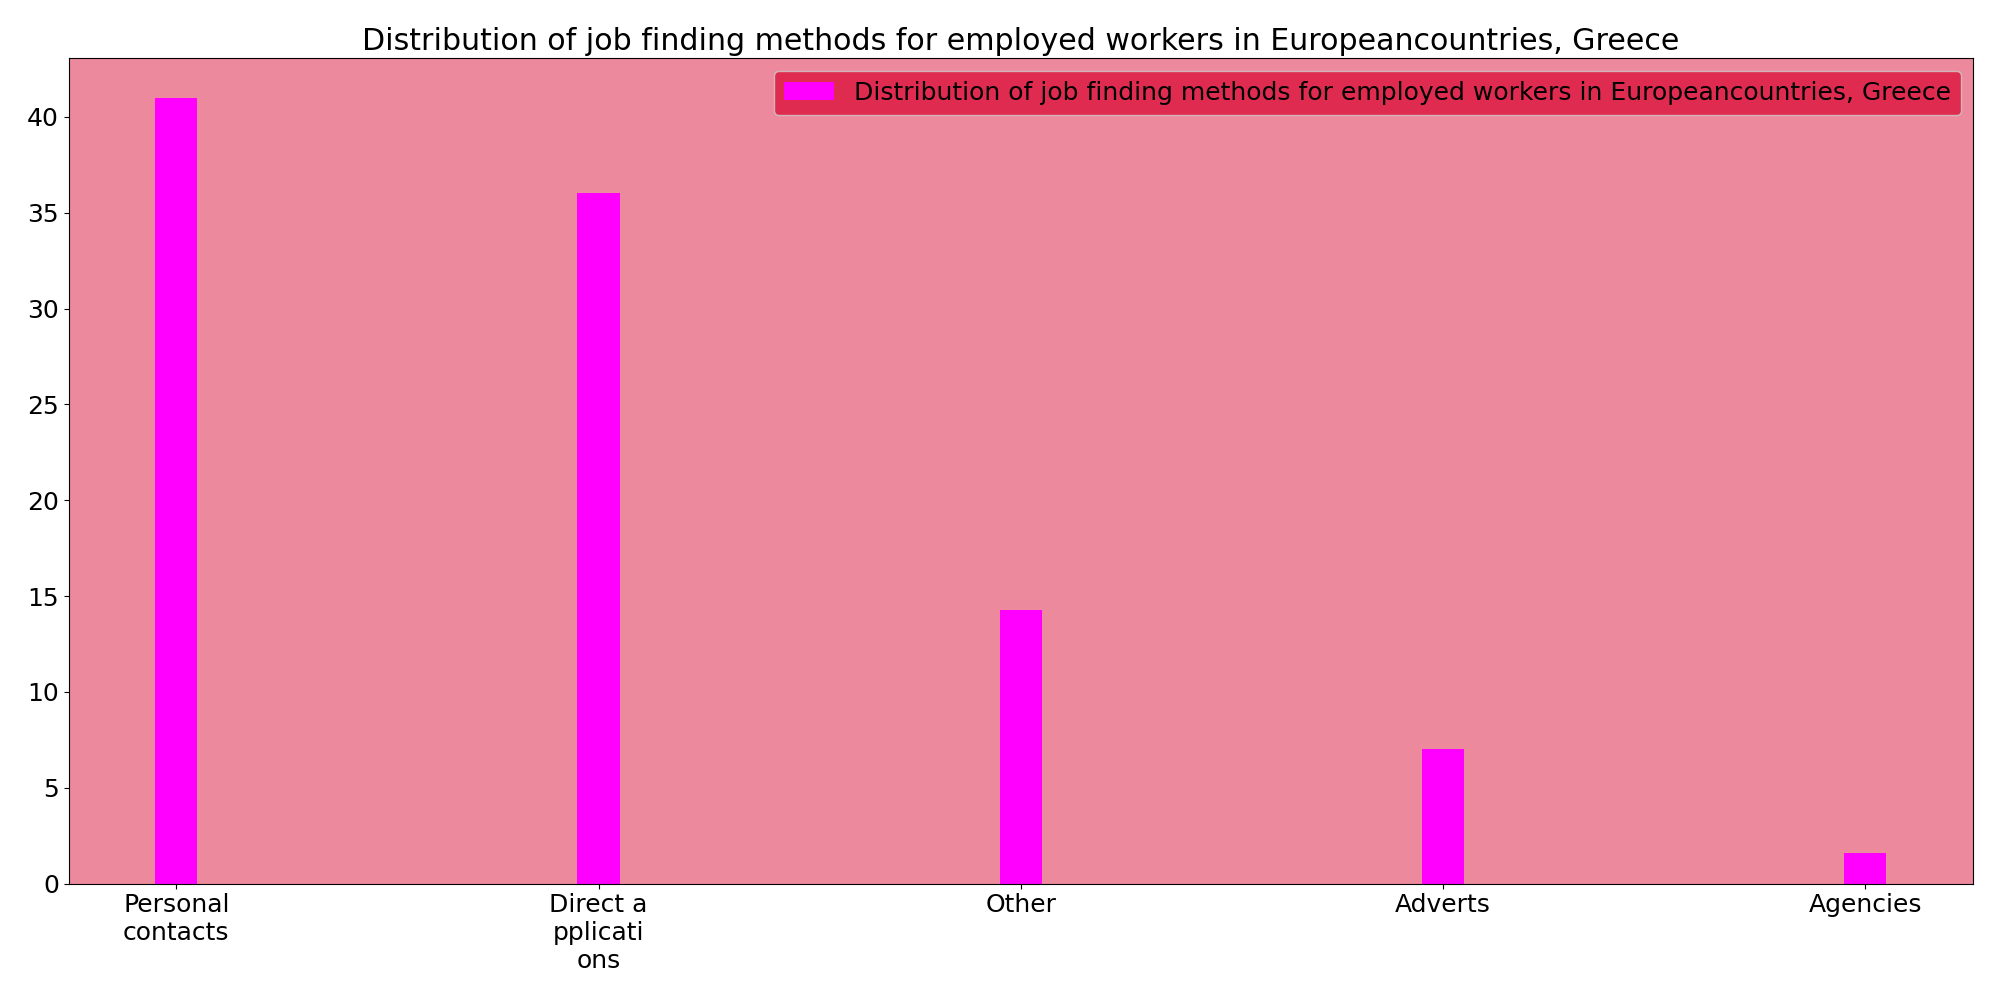 Distribution of job finding methods for employed workers in Europeancountries, Greece
Distribution of job finding methods for employed workers in Europeancountries, Greece
40
35
30
25
20
15
10
5
0
Personal
contacts
Direct a
pplicati
ons
Other
Adverts
Agencies